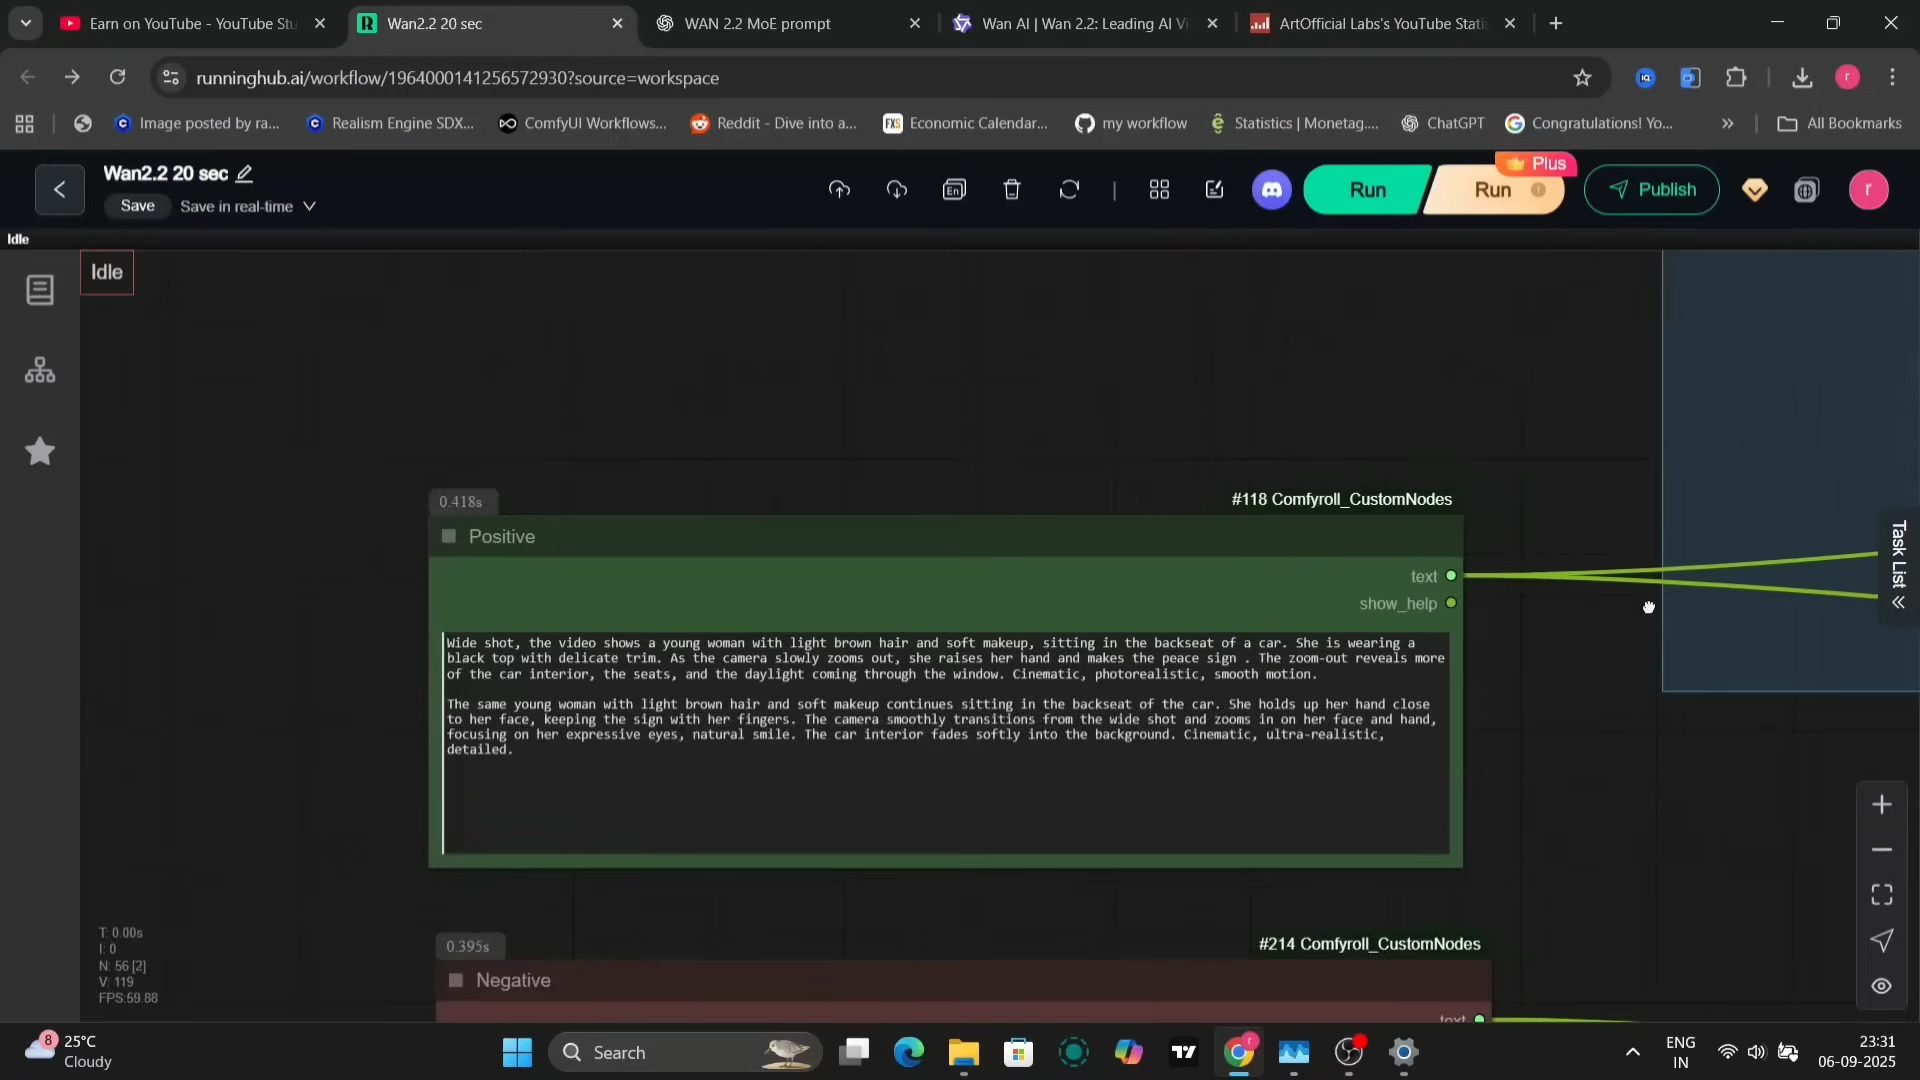 Earn on YouTube - YouTube Stu
Wan2.2 20 sec
WAN 2.2 MoE prompt
Wan AI | Wan 2.2: Leading AI Vi
ArtOfficial Labs's YouTube Statis
runninghub.ai/workflow/1964000141256572930?source=workspace
Image posted by ra...
Realism Engine SDX...
ComfyUI Workflows...
Reddit - Dive into a...
Economic Calendar...
my workflow
Statistics | Monetag....
ChatGPT
Congratulations! Yo...
All Bookmarks
Wan2.2 20 sec
Save
Save in real-time
Run
Run
Plus
Publish
r
Idle
Idle
0.418s
#118 Comfyroll_CustomNodes
Positive
text
show_help
Wide shot, the video shows a young woman with light brown hair and soft makeup, sitting in the backseat of a car. She is wearing a
black top with delicate trim. As the camera slowly zooms out, she raises her hand and makes the peace sign . The zoom-out reveals more
of the car interior, the seats, and the daylight coming through the window. Cinematic, photorealistic, smooth motion.
The same young woman with light brown hair and soft makeup continues sitting in the backseat of the car. She holds up her hand close
to her face, keeping the sign with her fingers. The camera smoothly transitions from the wide shot and zooms in on her face and hand,
focusing on her expressive eyes, natural smile. The car interior fades softly into the background. Cinematic, ultra-realistic,
detailed.
Task List
0.395s
#214 Comfyroll_CustomNodes
Negative
text
T: 0.00s
I: 0
N: 56 [2]
V: 119
FPS:59.88
8
25°C
Cloudy
Search
ENG
IN
23:31
06-09-2025